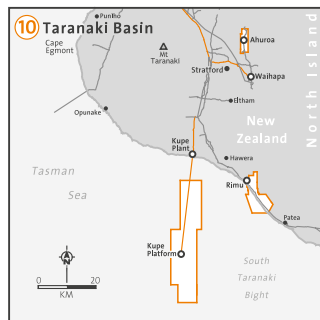 10 Taranaki Basin
Puniho
Cape
Egmont
Mt
Taranaki
Ahuroa
Stratford
Waihapa
North Island
Eltham
Opunake
New
Zealand
Kupe
Plant
Hawera
Tasman
Sea
Rimu
Patea
Kupe
Platform
N
South
Taranaki
Bight
0 20
KM